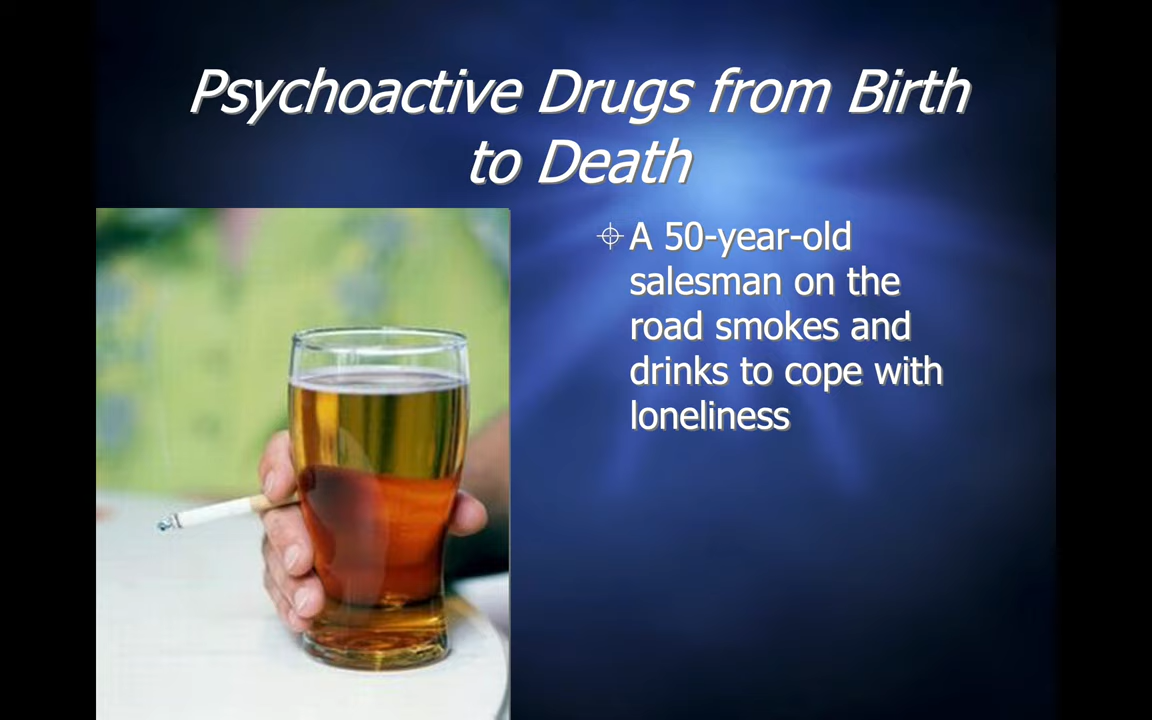 Psychoactive Drugs from Birth
to Death
A 50-year-old
salesman on the
road smokes and
drinks to cope with
loneliness